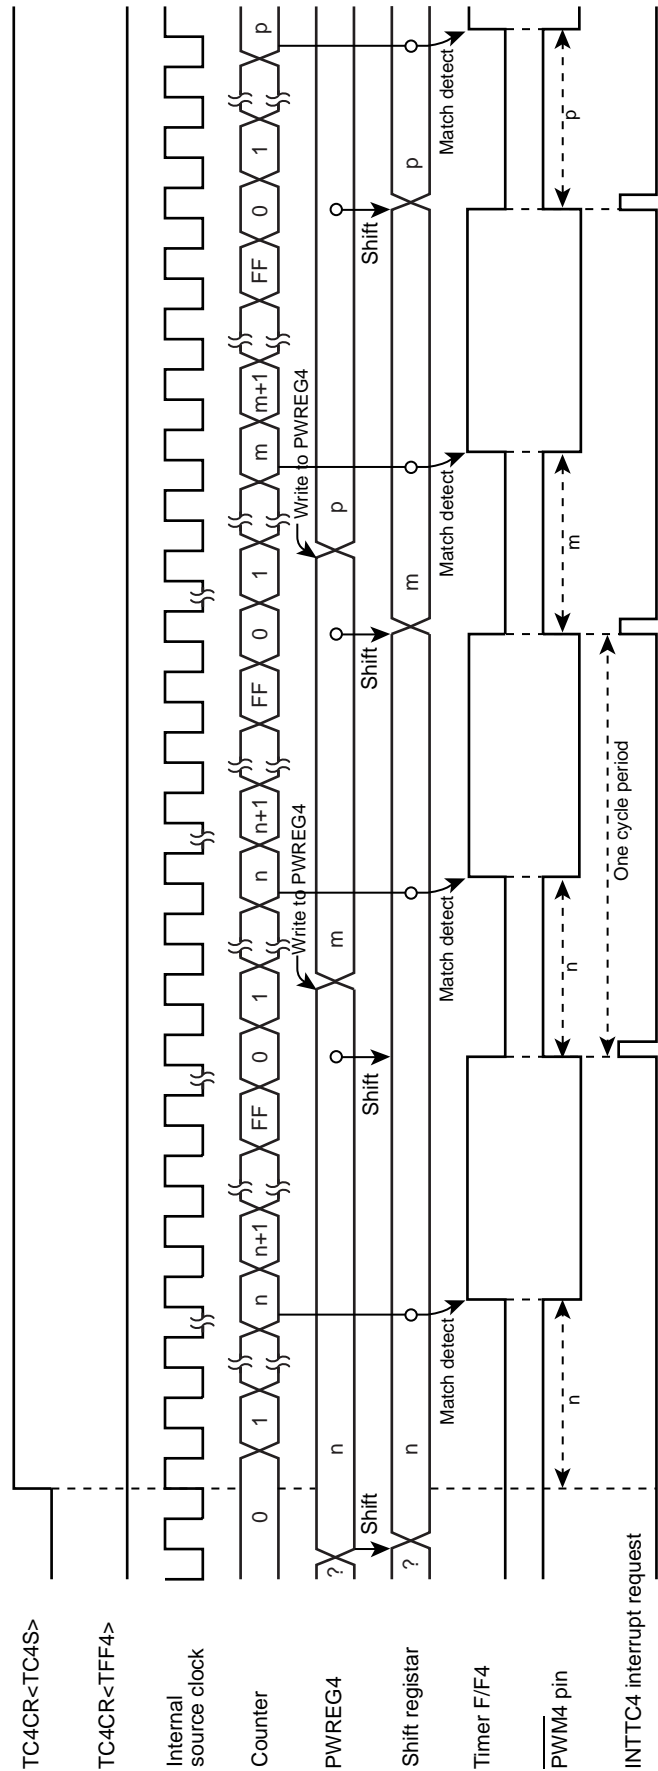 TC4CR<TC4S>
TC4CR<TFF4>
Internal
source clock
Counter
0
1
n
n+1
FF
0
1
n
n+1
FF
0
1
m
m+1
FF
0
1
p
Write to PWREG4
Write to PWREG4
PWREG4
?
n
m
p
Shift
Shift
Shift
Shift
Shift registar
?
n
m
p
Match detect
Match detect
Match detect
Match detect
Timer F/F4
PWM4 pin
n
n
m
p
One cycle period
INTTC4 interrupt request